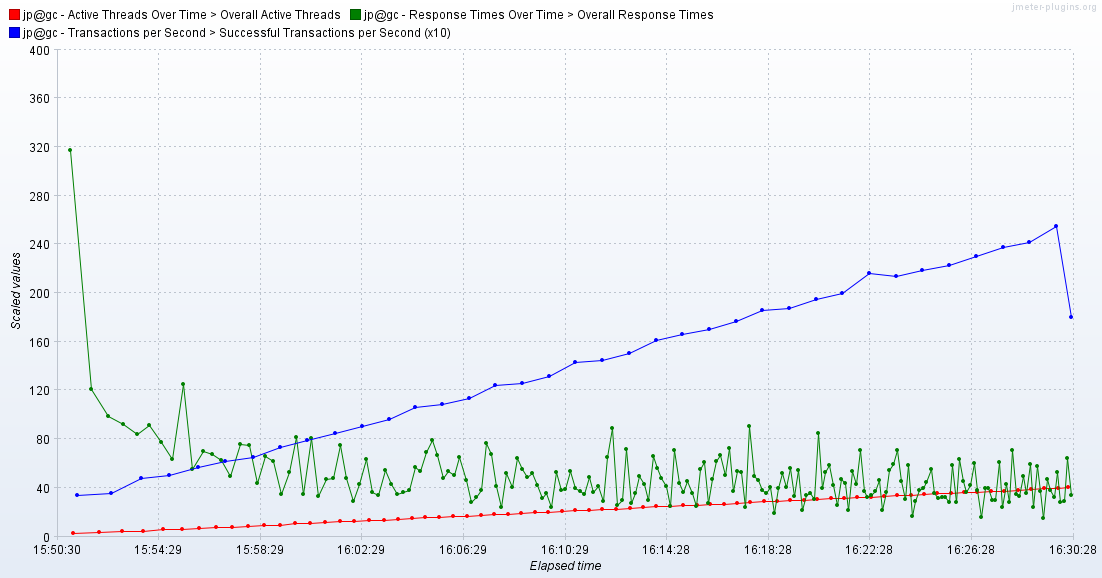 jp@gc - Active Threads Over Time > Overall Active Threads jp@gc - Response Times Over Time > Overall Response Times
jp@gc - Transactions per Second > Successful Transactions per Second (x10)
jmeter-plugins.org
400
360
320
280
240
200
160
120
80
40
0
Scaled values
15:50:30 15:54:29 15:58:29 16:02:29 16:06:29 16:10:29 16:14:28 16:18:28 16:22:28 16:26:28 16:30:28
Elapsed time